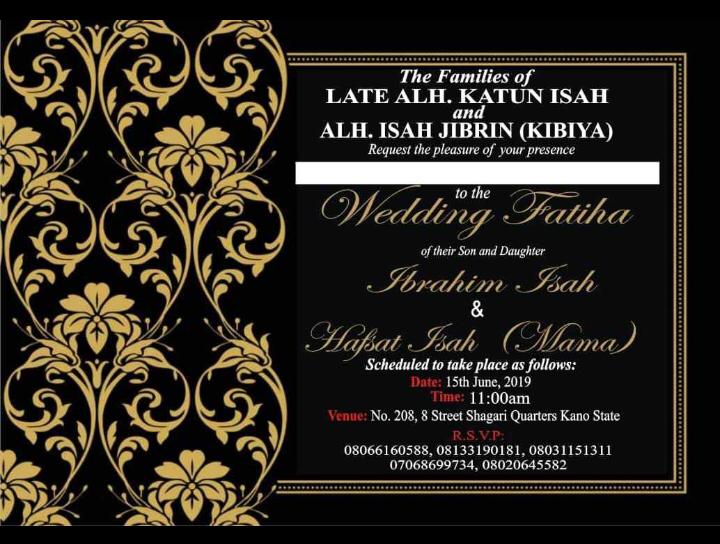 The Families of
LATE ALH. KATUN ISAH
and
ALH. ISAH JIBRIN (KIBIYA)
Request the pleasure of your presence
to the
Wedding Fatiha
of their Son and Daughter
Ibrahim Isah
&
Hafsat Isah (Mama)
Scheduled to take place as follows:
Date: 15th June, 2019
Time: 11:00am
Venue: No. 208, 8 Street Shagari Quarters Kano State
R.S.V.P:
08066160588, 08133190181, 08031151311
07068699734, 08020645582